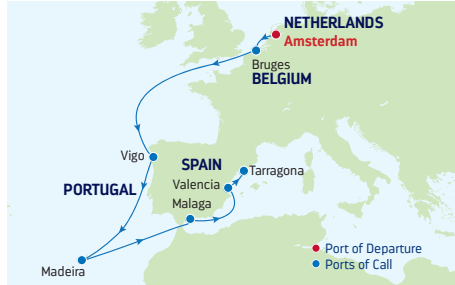 NETHERLANDS
Amsterdam
Bruges
BELGIUM
Vigo
SPAIN
Tarragona
Valencia
PORTUGAL
Malaga
Madeira
Port of Departure
Ports of Call